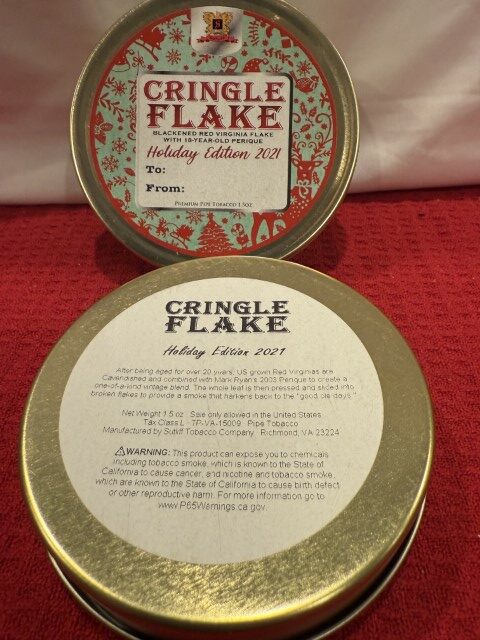 CRINGLE
FLAKE
BLACKENED RED VIRGINIA FLAKE
WITH 18-YEAR-OLD PERIQUE
Holiday Edition 2021
To:
From:
PREMIUM PIPE TOBACCO 1.5OZ
CRINGLE
FLAKE
Holiday Edition 2021
After being aged for over 20 years, US grown Red Virginias are
Cavendished and combined with Mark Ryan's 2003 Perique to create a
one-of-a-kind vintage blend. The whole leaf is then pressed and sliced into
broken flakes to provide a smoke that harkens back to the "good ole days."
Net Weight 1.5 oz Sale only allowed in the United States
Tax Class L TP-VA-15009 Pipe Tobacco
Manufactured by Sutliff Tobacco Company Richmond, VA 23224
⚠WARNING: This product can expose you to chemicals
including tobacco smoke, which is known to the State of
California to cause cancer, and nicotine and tobacco smoke,
which are known to the State of California to cause birth defect
or other reproductive harm. For more information go to
www.P65Warnings.ca.gov